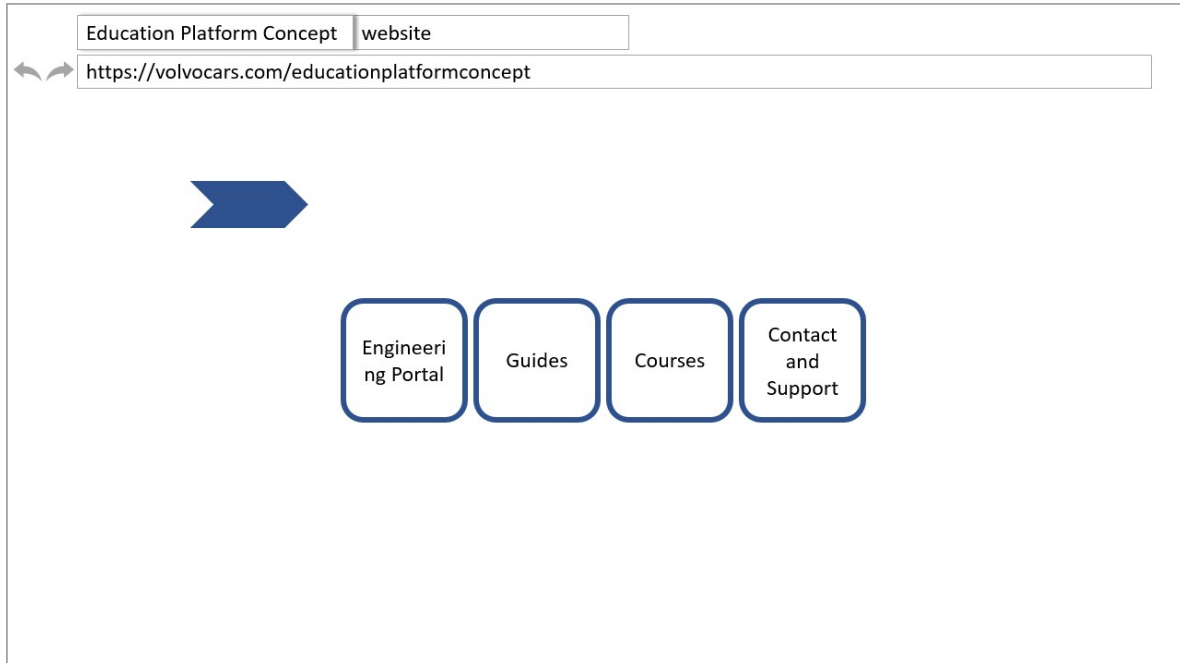 Education Platform Concept
website
https://volvocars.com/educationplatformconcept
Engineeri
ng Portal
Guides
Courses
Contact
and
Support